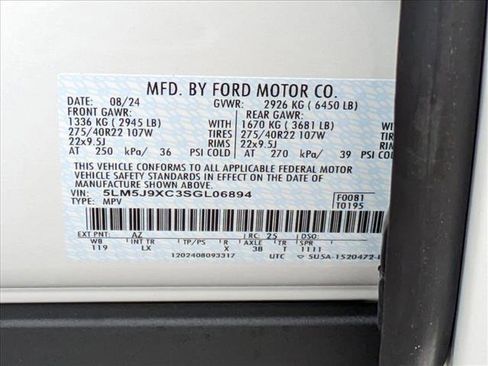 MFD. BY FORD MOTOR CO.
DATE: 08/24 GVWR: 2926 KG ( 6450 LB)
FRONT GAWR: REAR GAWR:
1336 KG ( 2945 LB) 1670 KG ( 3681 LB)
275/40R22 107W TIRES 275/40R22 107W
22x9.5J RIMS 22x9.5J
AT 250 kPa/ 36 PSI COLD AT 270 kPa/ 39 PSI COLD
THIS VEHICLE CONFORMS TO ALL APPLICABLE FEDERAL MOTOR
VEHICLE SAFETY STANDARDS IN EFFECT ON THE DATE OF
MANUFACTURE SHOWN ABOVE.
VIN: 5LM5J9XC3SGL06894 F0081
TYPE: MPV T0195
EXT PNT: AZ RC: 25 DSO:
WB INT TR TP/PS R AXLE TR SPR
119 LX X 38 T 1111
1202408093317 UTC 5U5A-1520472-